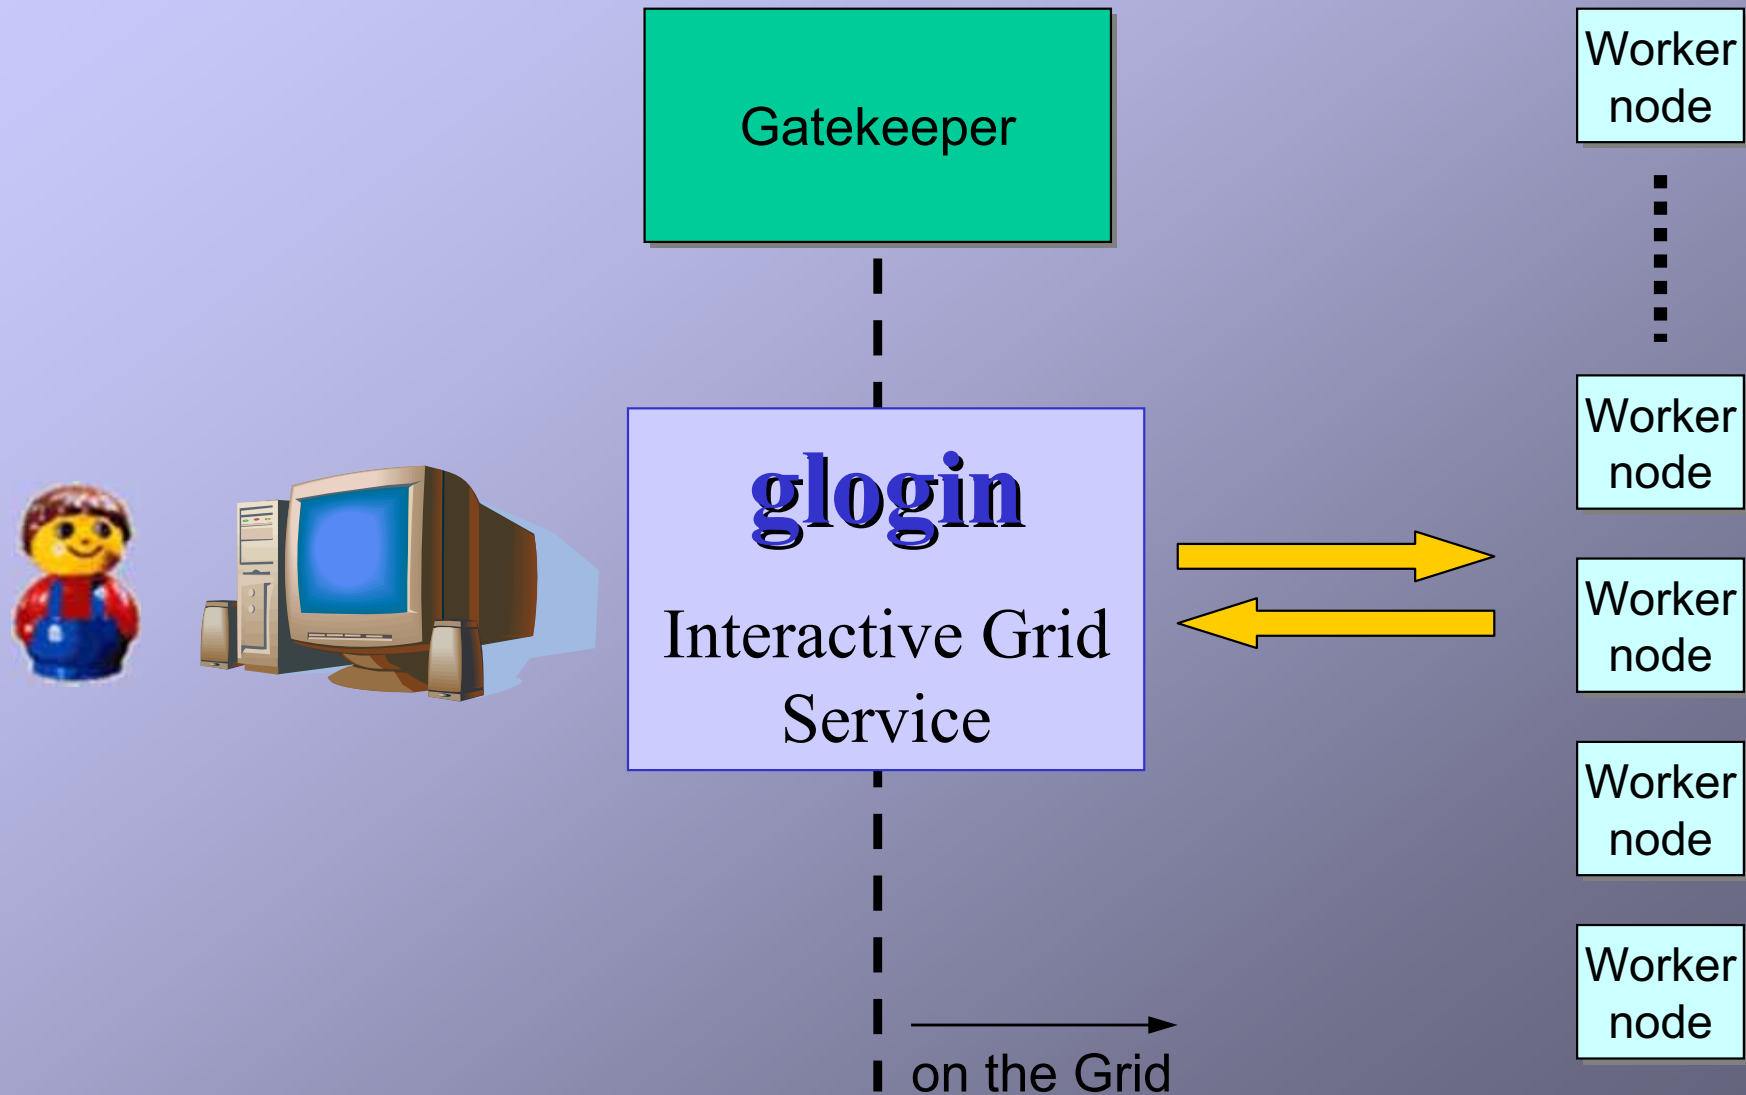 Gatekeeper
Worker
node
Worker
node
glogin
Interactive Grid
Service
Worker
node
Worker
node
Worker
node
on the Grid